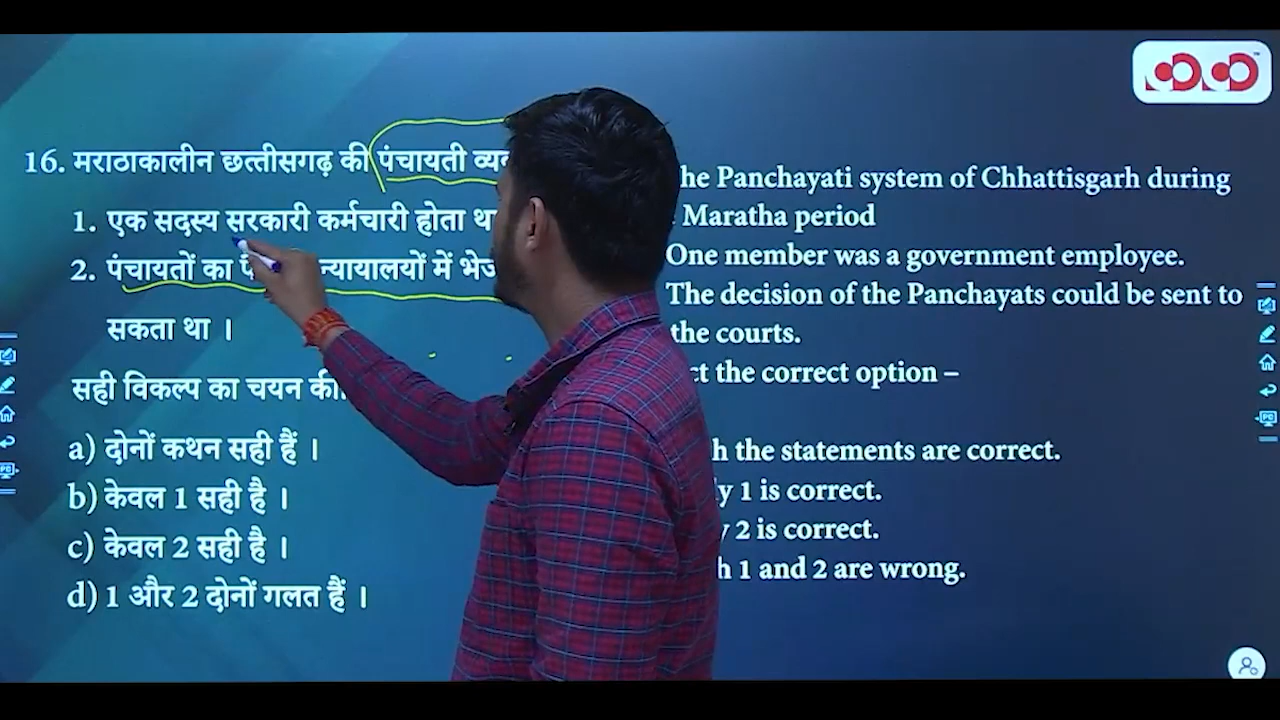 16. मराठाकालीन छत्तीसगढ़ की पंचायती
1. एक सदस्य सरकारी कर्मचारी होता
2. पंचायतों का न्यायालयों में
सकता था ।
सही विकल्प का चयन
a) दोनों कथन सही हैं ।
b) केवल 1 सही है ।
c) केवल 2 सही है ।
d) 1 और 2 दोनों गलत हैं ।
Panchayati system of Chhattisgarh during
Maratha period
One member was a government employee.
The decision of the Panchayats could be sent to
the courts.
the correct option –
the statements are correct.
1 is correct.
2 is correct.
1 and 2 are wrong.